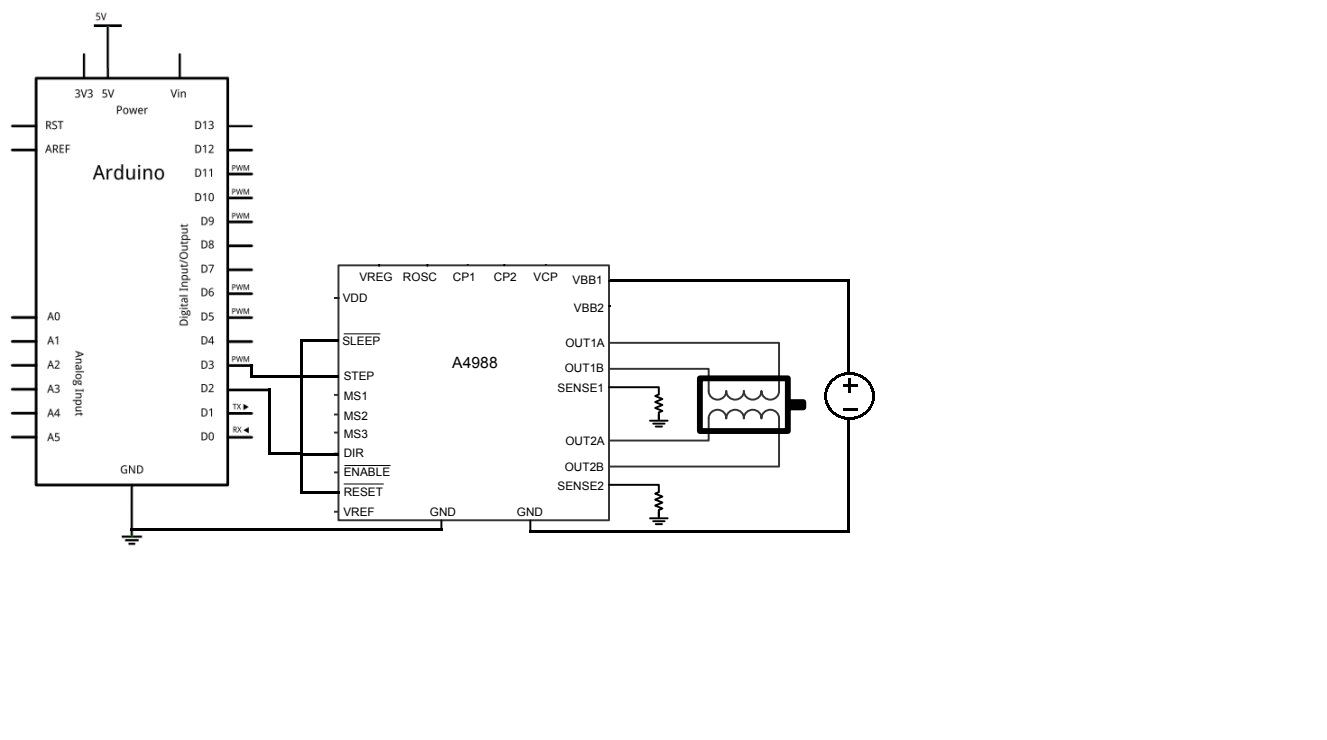 5V
3V3 5V Vin
Power
RST D13
AREF D12
Arduino D11 PWM
D10 PWM
D9 PWM
Digital Input/Output
D8
D7
D6 PWM
A0 D5 PWM
A1 D4
Analog Input
A2 D3 PWM
A3 D2
A4 D1 TX ▶
A5 D0 RX ◀
GND
VREG ROSC CP1 CP2 VCP VBB1
VDD
VBB2
SLEEP OUT1A
A4988
STEP OUT1B
MS1 SENSE1
MS2
MS3
DIR OUT2A
ENABLE OUT2B
RESET SENSE2
VREF GND GND
+
−